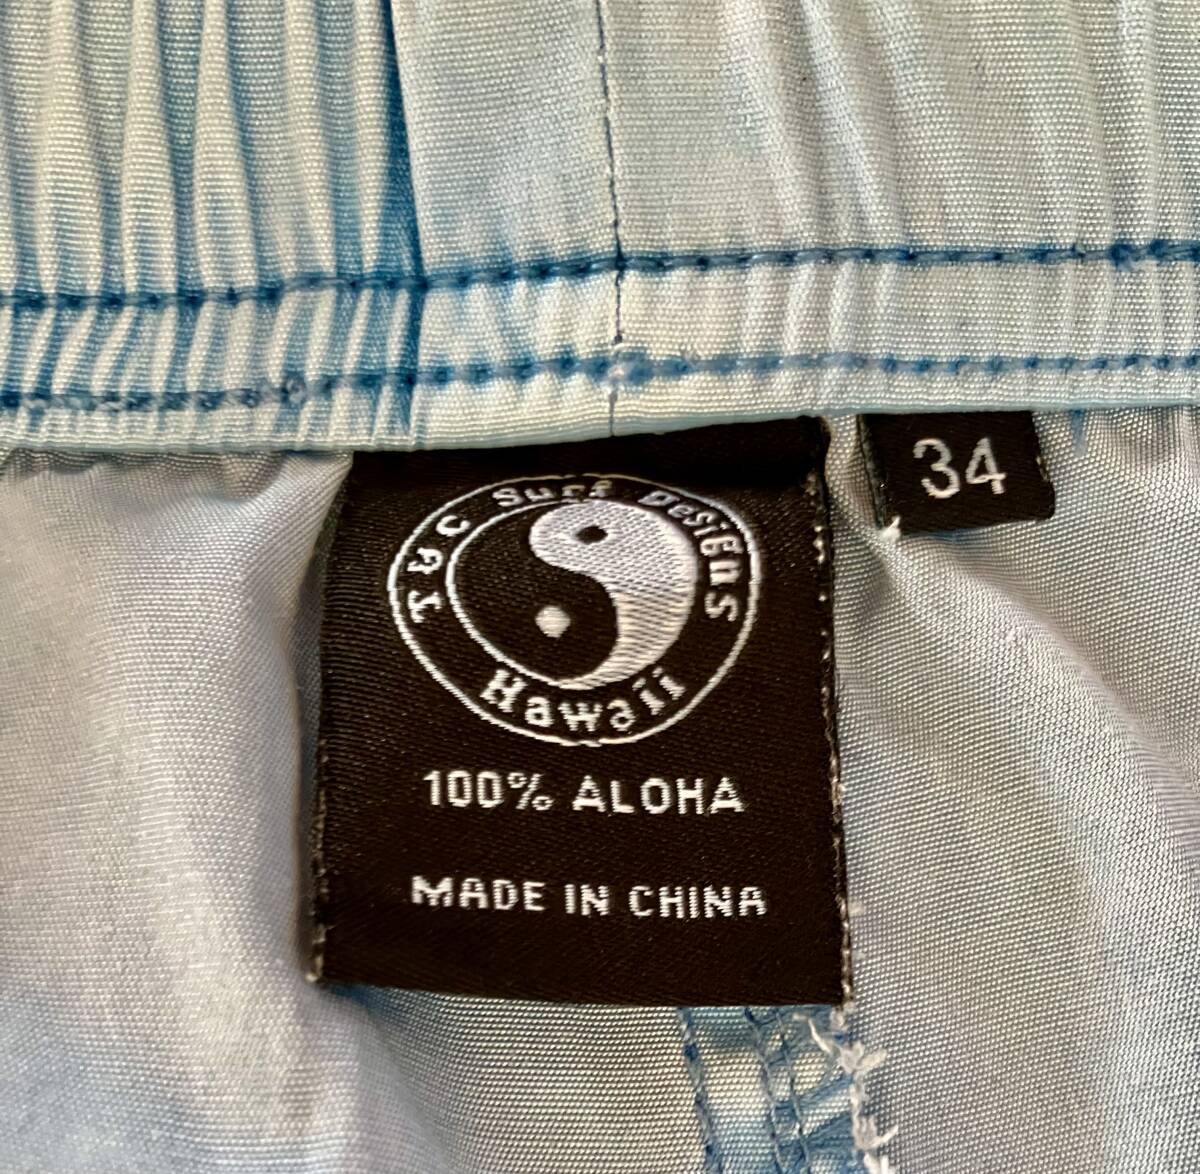 T&C Surf Designs
Hawaii
100% ALOHA
MADE IN CHINA
34